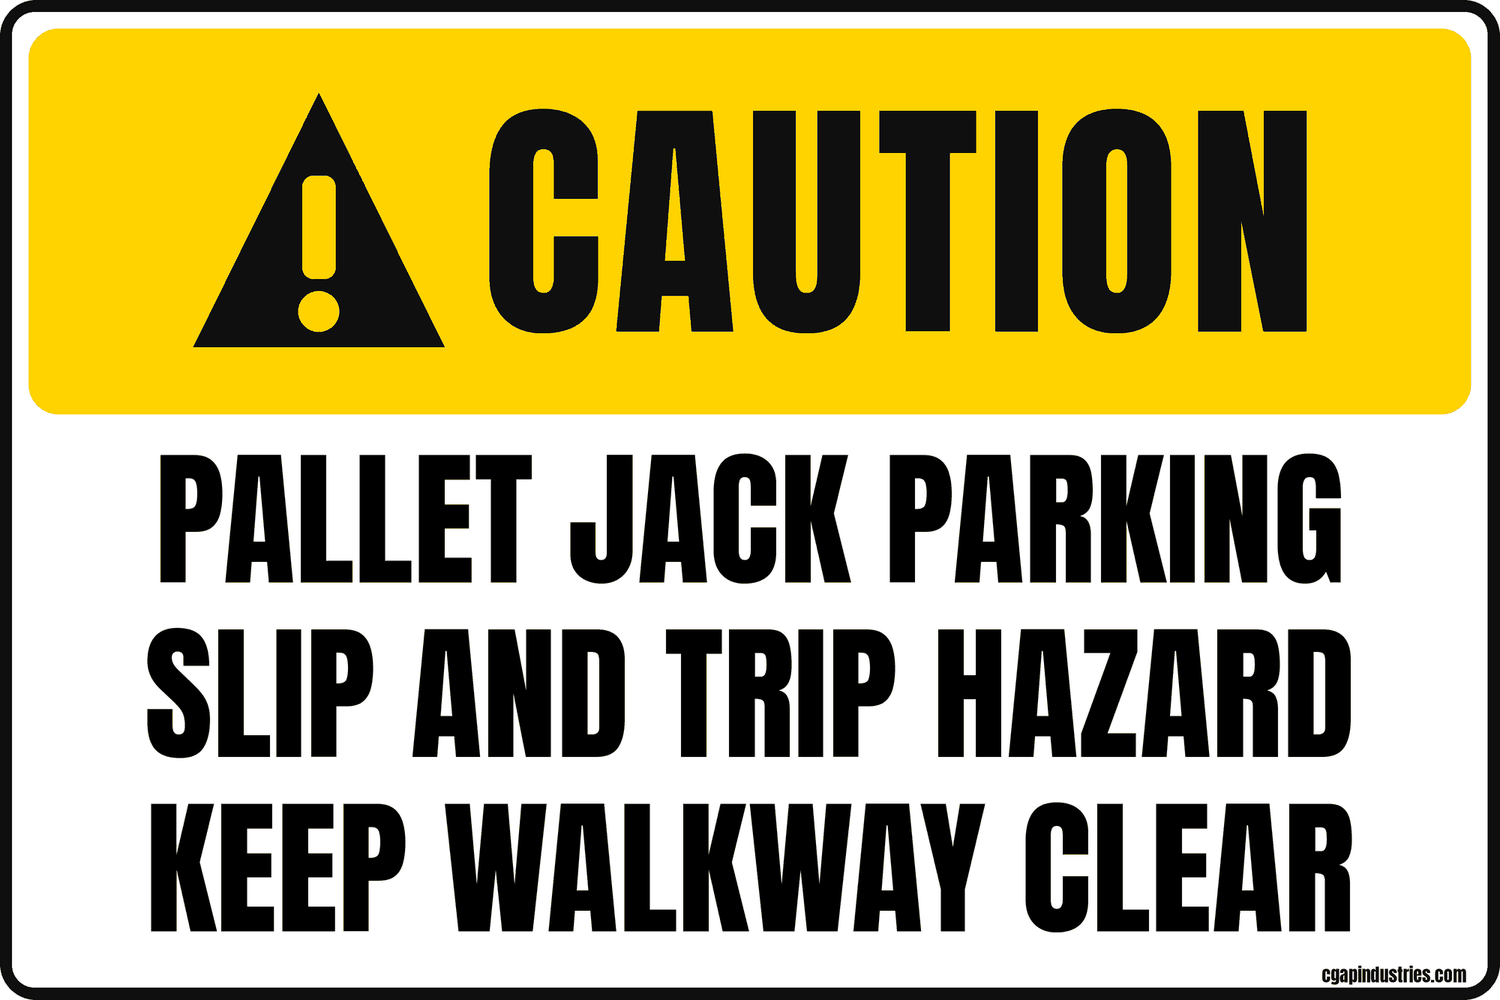 CAUTION
PALLET JACK PARKING
SLIP AND TRIP HAZARD
KEEP WALKWAY CLEAR
cgapindustries.com